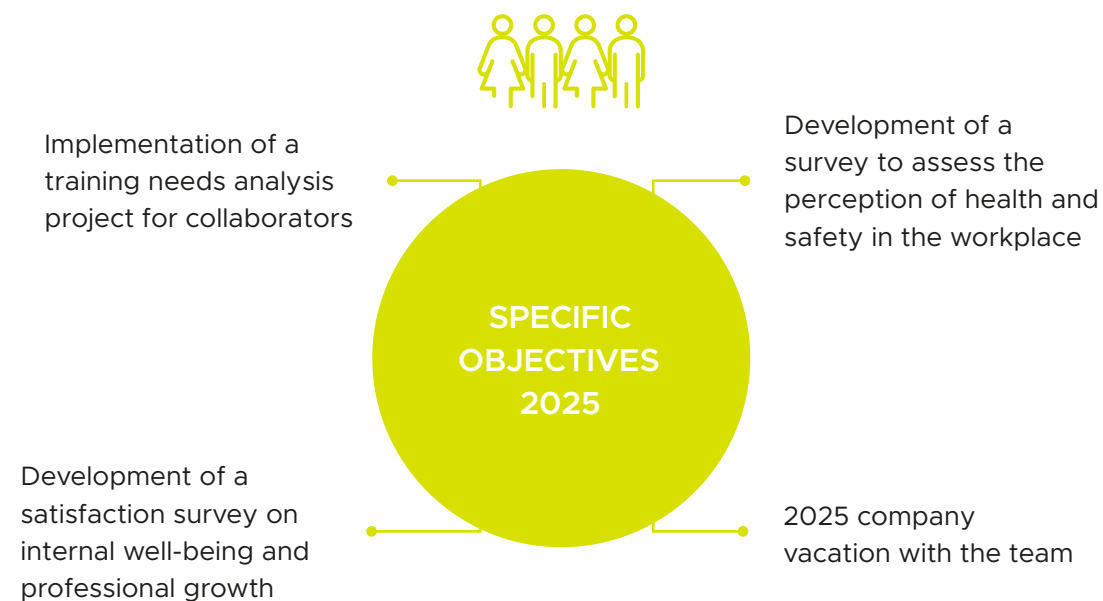 Implementation of a
training needs analysis
project for collaborators
Development of a
survey to assess the
perception of health and
safety in the workplace
SPECIFIC
OBJECTIVES
2025
Development of a
satisfaction survey on
internal well-being and
professional growth
2025 company
vacation with the team